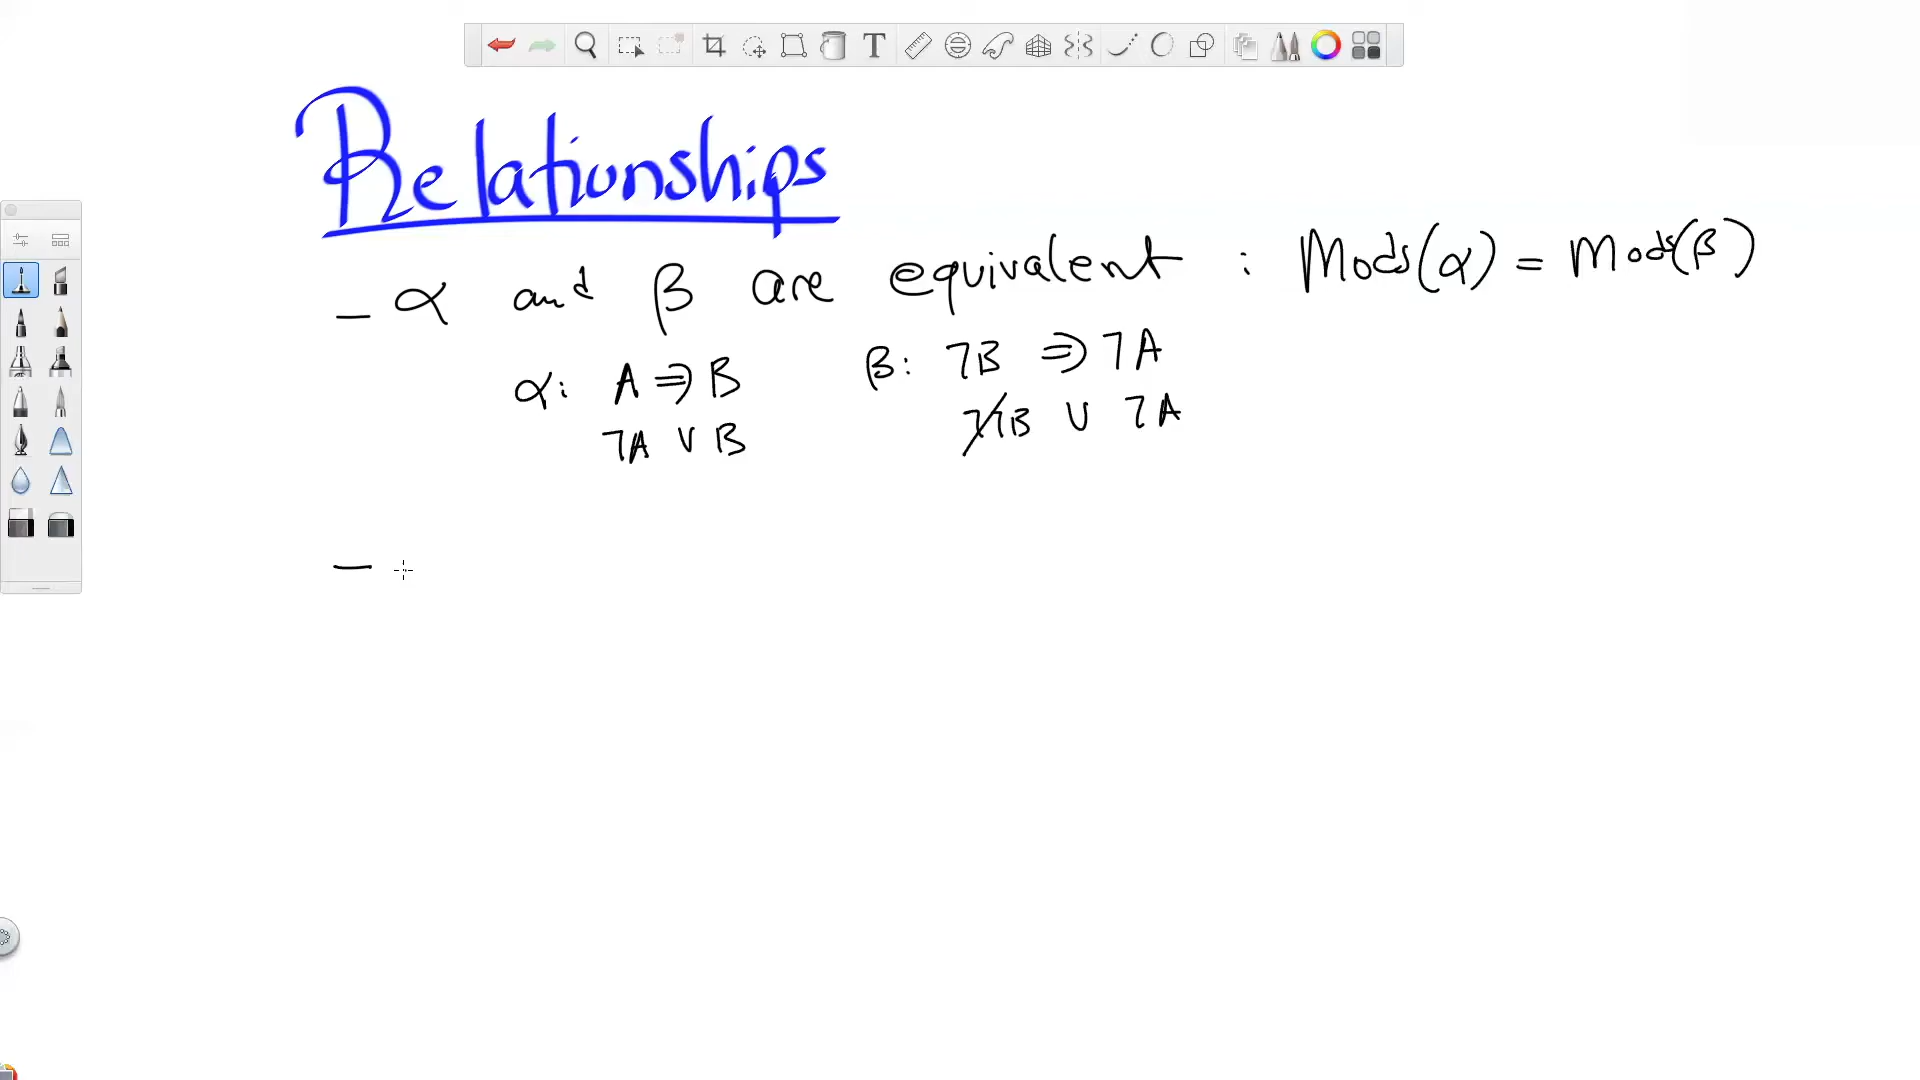 Relationships
- α and β are equivalent : Mods(α) = Mods(β)
α: A ⇒ B β: ¬B ⇒ ¬A
¬A ∨ B ¬¬B ∨ ¬A
-